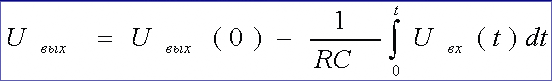 U вых = U вых (0) − 1/RC ∫₀ᵗ U вх (t) dt